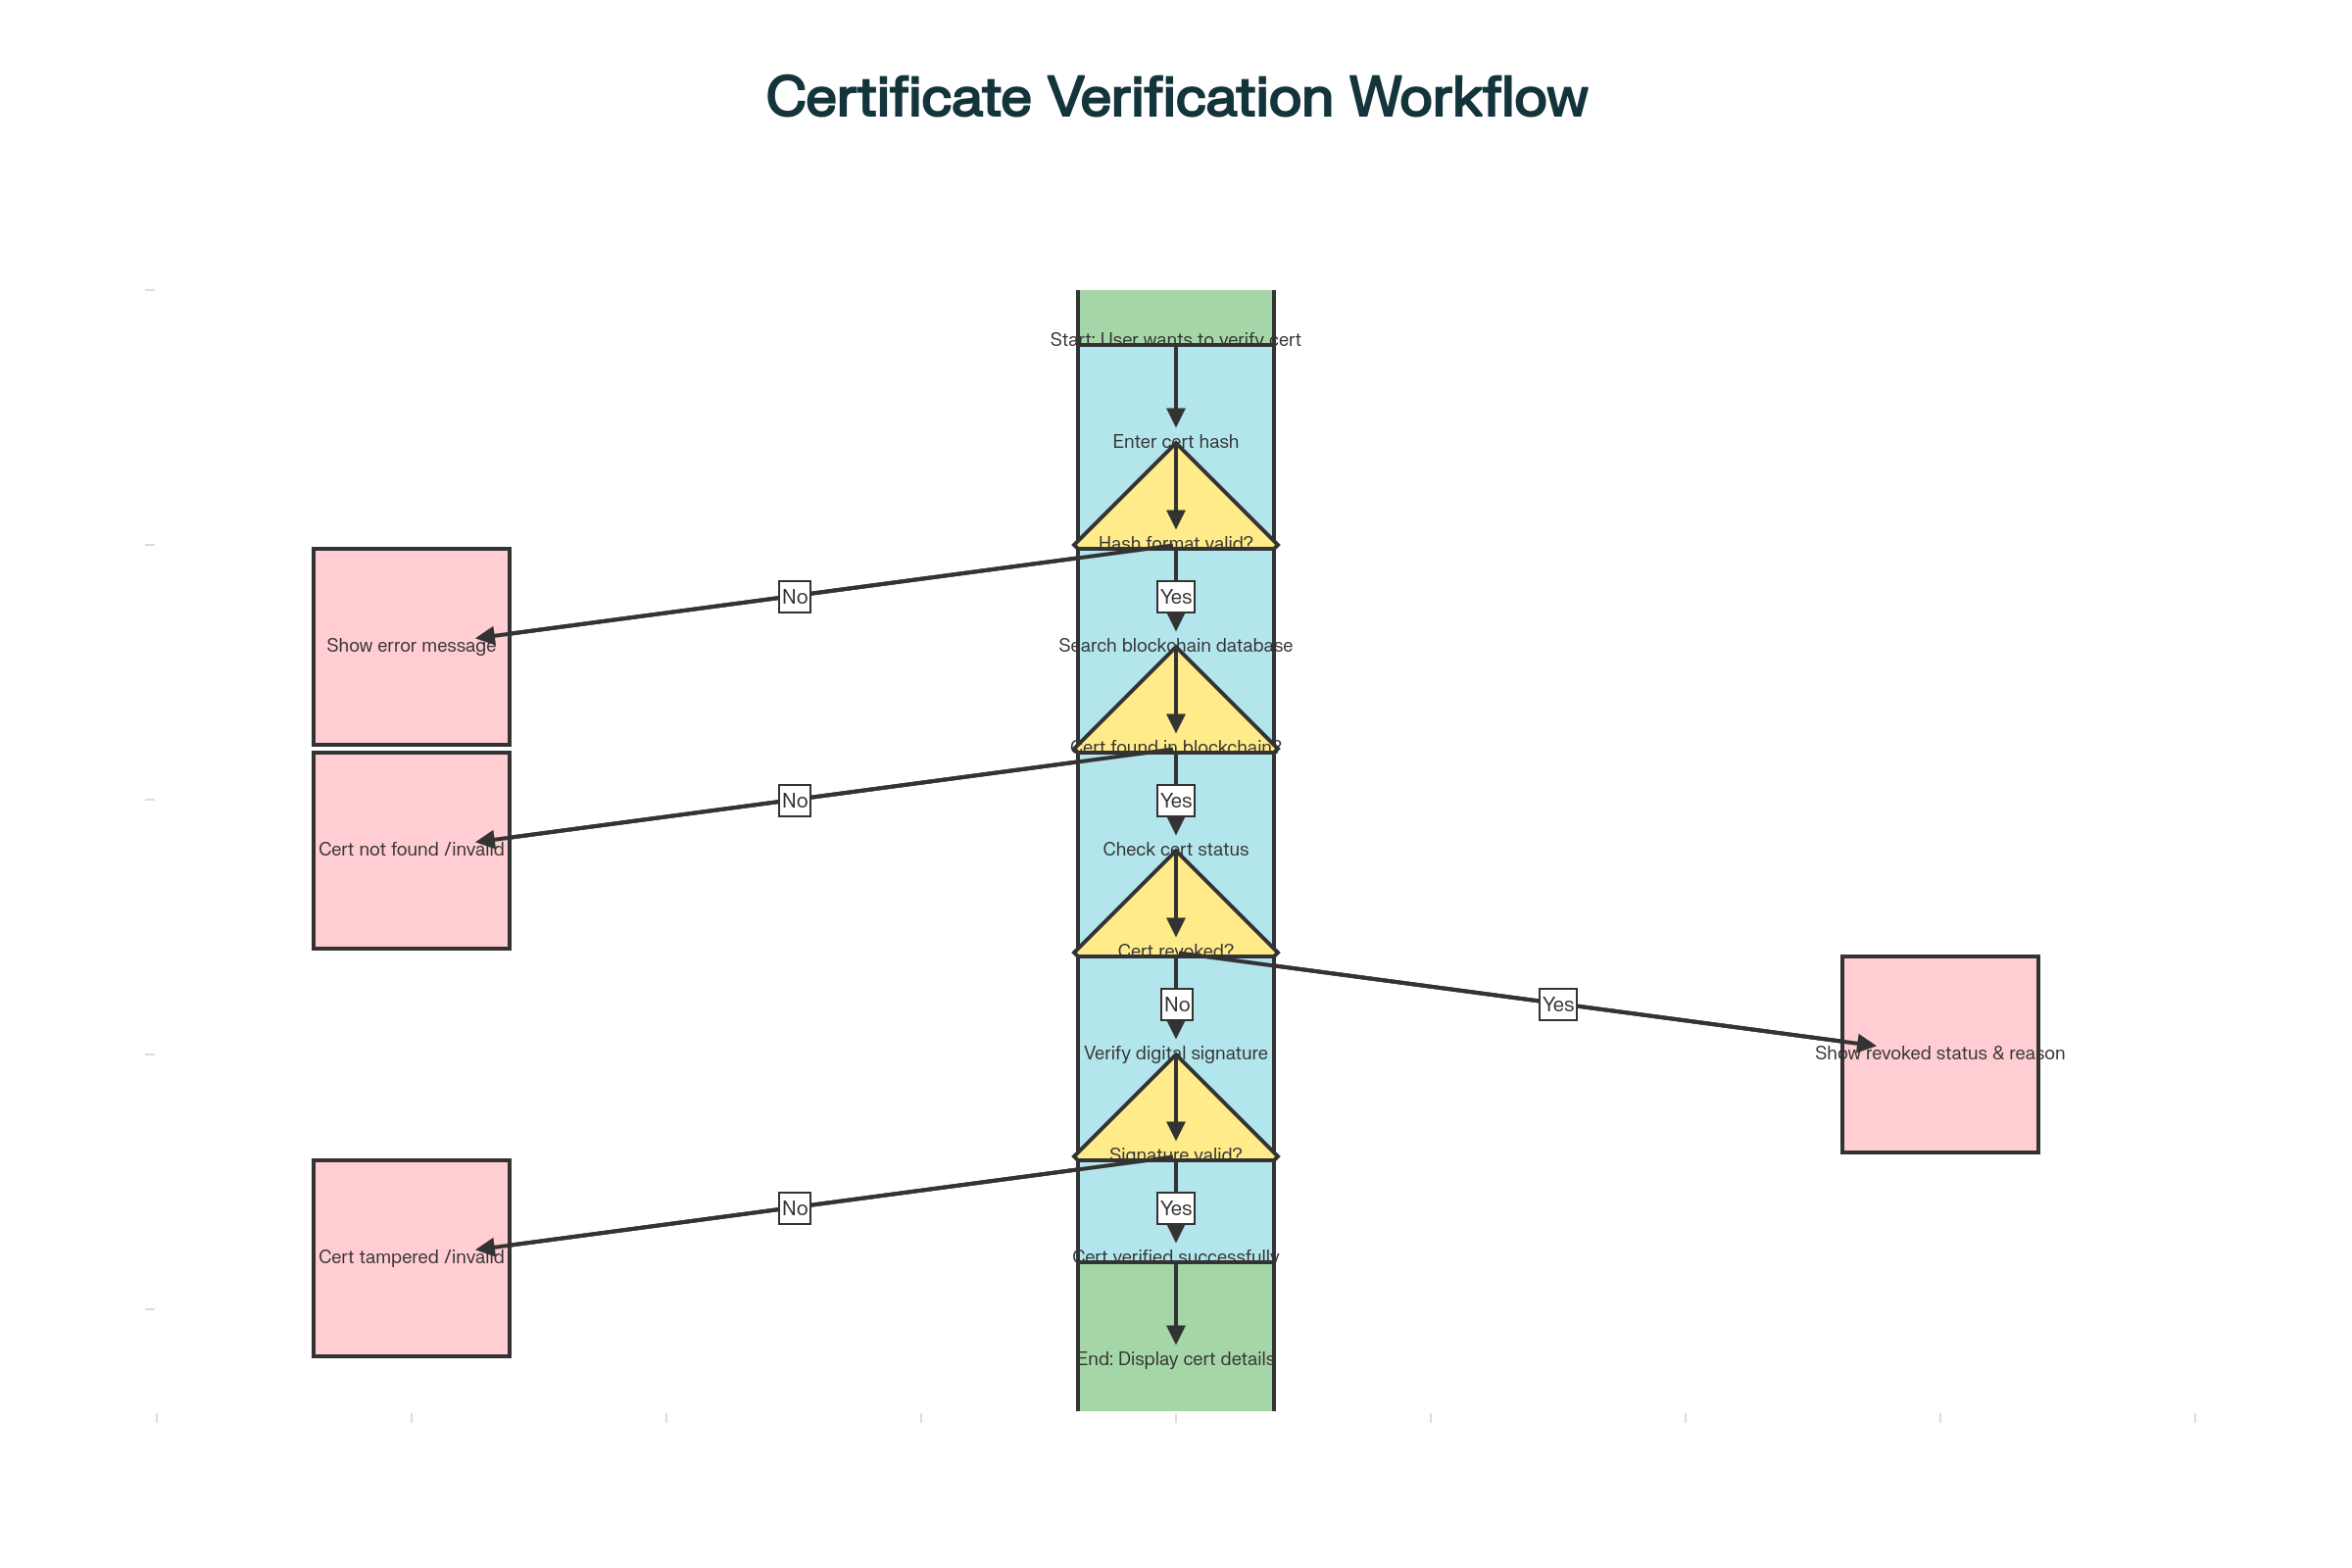 Certificate Verification Workflow
Start: User wants to verify cert
Enter cert hash
Hash format valid?
No
Yes
Show error message
Search blockchain database
Cert found in blockchain?
No
Yes
Cert not found /invalid
Check cert status
Cert revoked?
No
Yes
Verify digital signature
Show revoked status & reason
Signature valid?
No
Yes
Cert tampered /invalid
Cert verified successfully
End: Display cert details